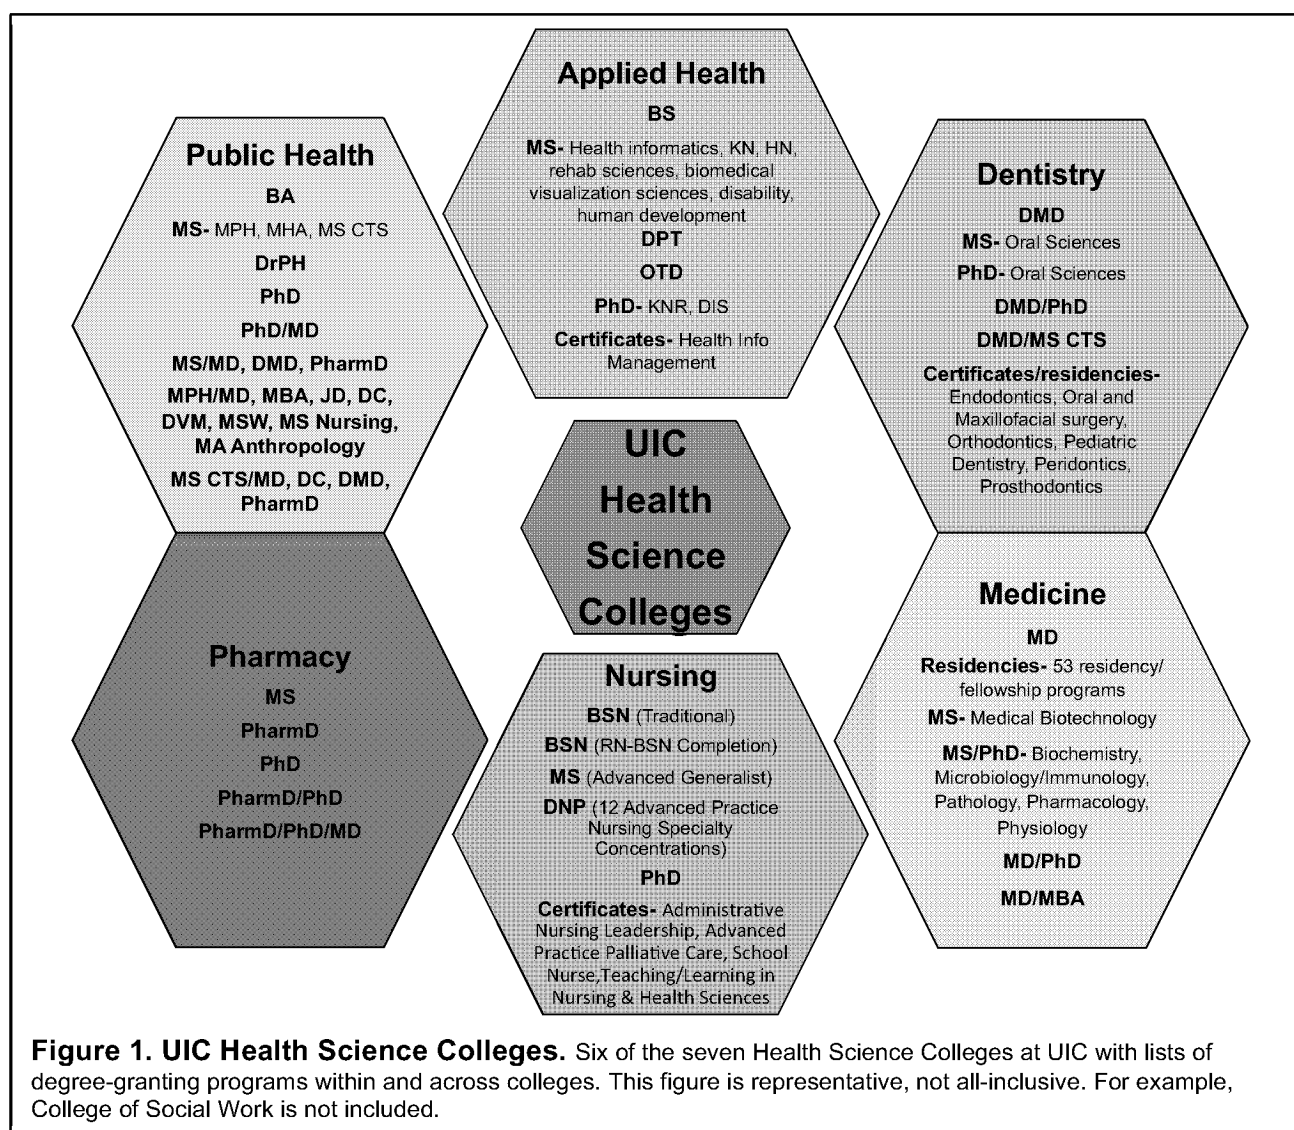 Applied Health
BS
MS- Health informatics, KN, HN,
rehab sciences, biomedical
visualization sciences, disability,
human development
DPT
OTD
PhD- KNR, DIS
Certificates- Health Info
Management
Public Health
BA
MS- MPH, MHA, MS CTS
DrPH
PhD
PhD/MD
MS/MD, DMD, PharmD
MPH/MD, MBA, JD, DC,
DVM, MSW, MS Nursing,
MA Anthropology
MS CTS/MD, DC, DMD,
PharmD
Dentistry
DMD
MS- Oral Sciences
PhD- Oral Sciences
DMD/PhD
DMD/MS CTS
Certificates/residencies-
Endodontics, Oral and
Maxillofacial surgery,
Orthodontics, Pediatric
Dentistry, Peridontics,
Prosthodontics
UIC
Health
Science
Colleges
Pharmacy
MS
PharmD
PhD
PharmD/PhD
PharmD/PhD/MD
Nursing
BSN (Traditional)
BSN (RN-BSN Completion)
MS (Advanced Generalist)
DNP (12 Advanced Practice
Nursing Specialty
Concentrations)
PhD
Certificates- Administrative
Nursing Leadership, Advanced
Practice Palliative Care, School
Nurse,Teaching/Learning in
Nursing & Health Sciences
Medicine
MD
Residencies- 53 residency/
fellowship programs
MS- Medical Biotechnology
MS/PhD- Biochemistry,
Microbiology/Immunology,
Pathology, Pharmacology,
Physiology
MD/PhD
MD/MBA
Figure 1. UIC Health Science Colleges. Six of the seven Health Science Colleges at UIC with lists of
degree-granting programs within and across colleges. This figure is representative, not all-inclusive. For example,
College of Social Work is not included.